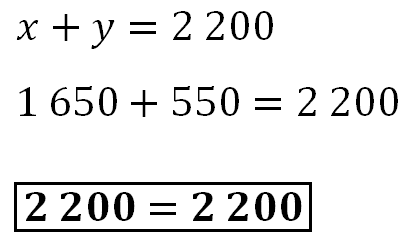 x + y = 2 200
1 650 + 550 = 2 200
2 200 = 2 200